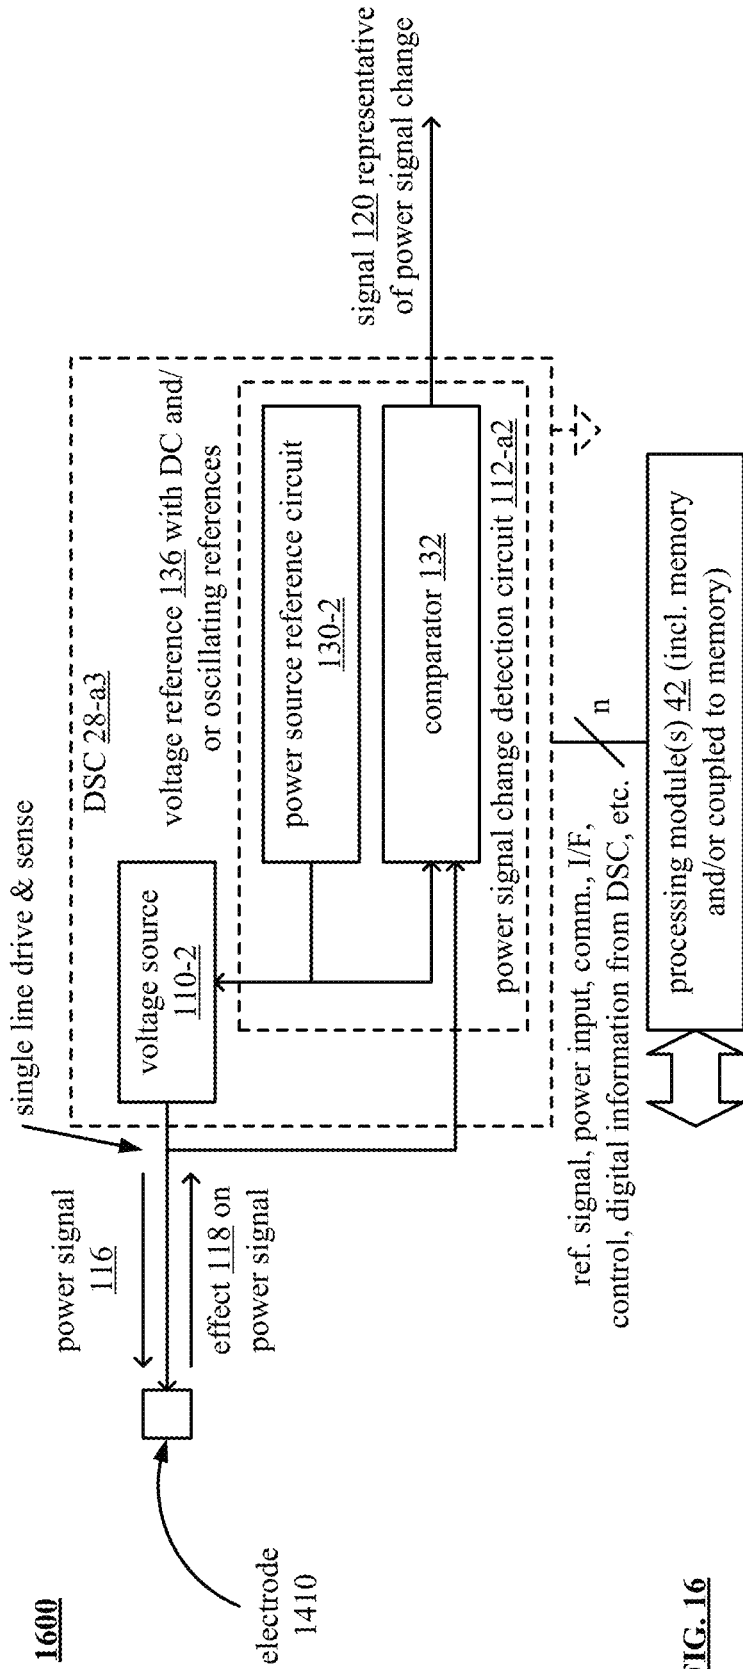 1600
single line drive & sense
DSC 28-a3
power signal
116
voltage source
110-2
voltage reference 136 with DC and/
or oscillating references
effect 118 on
power signal
electrode
1410
power source reference circuit
130-2
signal 120 representative
of power signal change
comparator 132
power signal change detection circuit 112-a2
n
ref. signal, power input, comm., I/F,
control, digital information from DSC, etc.
processing module(s) 42 (incl. memory
and/or coupled to memory)
FIG. 16